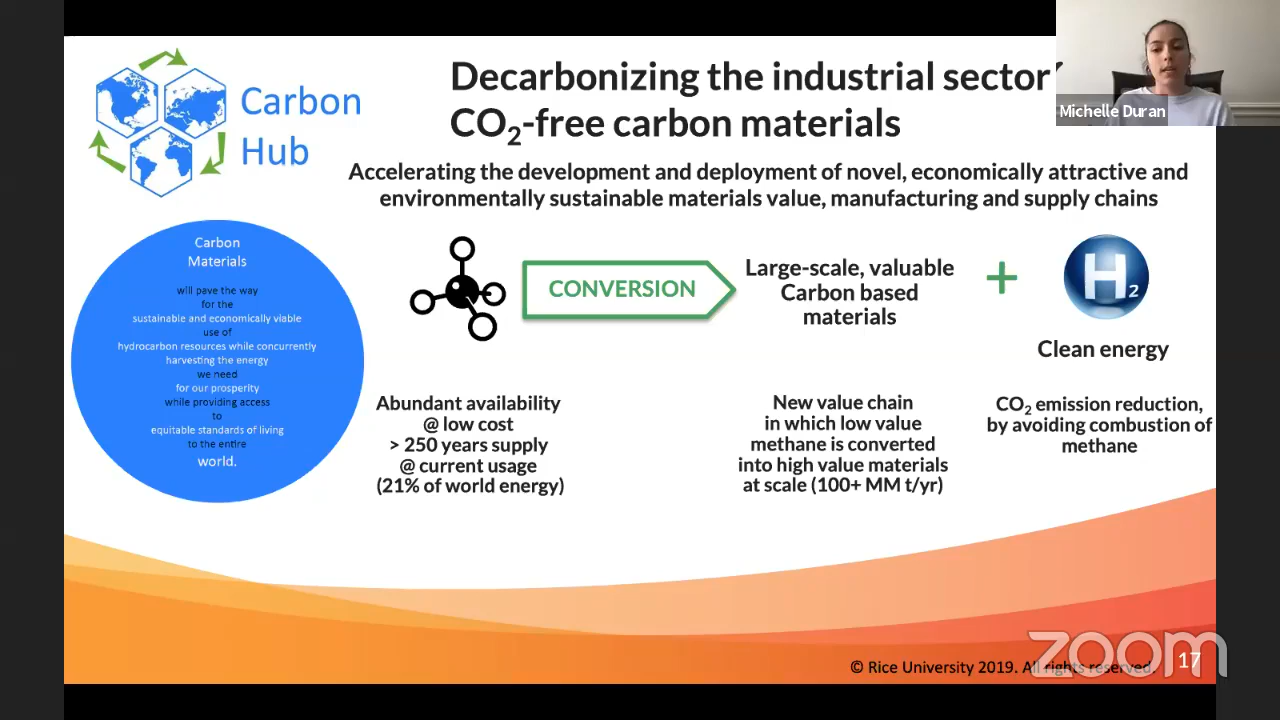 Carbon
Hub
Decarbonizing the industrial sector
CO₂-free carbon materials
Michelle Duran
Accelerating the development and deployment of novel, economically attractive and
environmentally sustainable materials value, manufacturing and supply chains
Carbon
Materials
will pave the way
for the
sustainable and economically viable
use of
hydrocarbon resources while concurrently
harvesting the energy
we need
for our prosperity
while providing access
to
equitable standards of living
to the entire
world.
CONVERSION
Large-scale, valuable
Carbon based
materials
+
H₂
Clean energy
Abundant availability
@ low cost
> 250 years supply
@ current usage
(21% of world energy)
New value chain
in which low value
methane is converted
into high value materials
at scale (100+ MM t/yr)
CO₂ emission reduction,
by avoiding combustion of
methane
© Rice University 2019. All rights reserved.
17
zoom